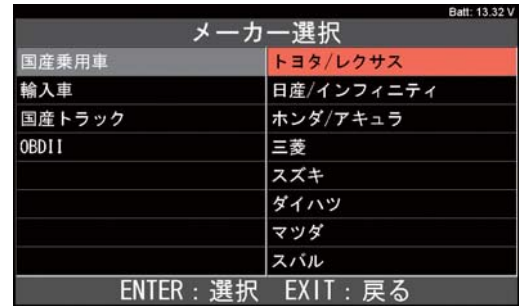 Batt: 13.32 V
メーカー選択
国産乗用車 トヨタ/レクサス
輸入車 日産/インフィニティ
国産トラック ホンダ/アキュラ
OBDII 三菱
スズキ
ダイハツ
マツダ
スバル
ENTER：選択 EXIT：戻る